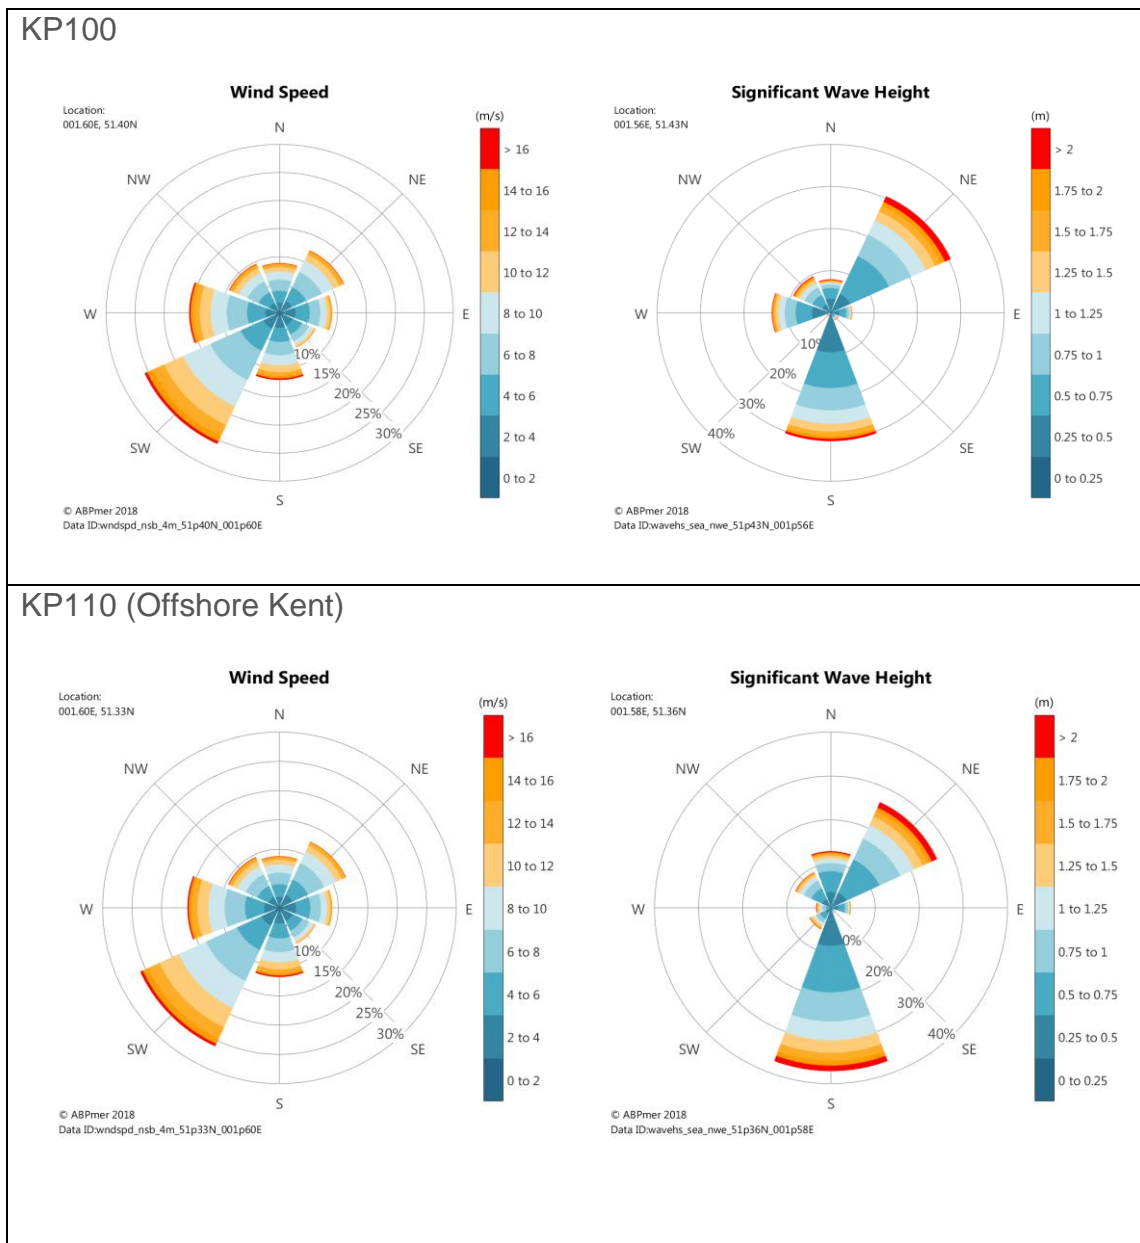 KP100
Wind Speed
Location:
001.60E, 51.40N
(m/s)
N
NE
E
SE
S
SW
W
NW
10%
15%
20%
25%
30%
> 16
14 to 16
12 to 14
10 to 12
8 to 10
6 to 8
4 to 6
2 to 4
0 to 2
© ABPmer 2018
Data ID:wndspd_nsb_4m_51p40N_001p60E
Significant Wave Height
Location:
001.56E, 51.43N
(m)
N
NE
E
SE
S
SW
W
NW
10%
20%
30%
40%
> 2
1.75 to 2
1.5 to 1.75
1.25 to 1.5
1 to 1.25
0.75 to 1
0.5 to 0.75
0.25 to 0.5
0 to 0.25
© ABPmer 2018
Data ID:wavehs_sea_nwe_51p43N_001p56E
KP110 (Offshore Kent)
Wind Speed
Location:
001.60E, 51.33N
(m/s)
N
NE
E
SE
S
SW
W
NW
10%
15%
20%
25%
30%
> 16
14 to 16
12 to 14
10 to 12
8 to 10
6 to 8
4 to 6
2 to 4
0 to 2
© ABPmer 2018
Data ID:wndspd_nsb_4m_51p33N_001p60E
Significant Wave Height
Location:
001.58E, 51.36N
(m)
N
NE
E
SE
S
SW
W
NW
0%
20%
30%
40%
> 2
1.75 to 2
1.5 to 1.75
1.25 to 1.5
1 to 1.25
0.75 to 1
0.5 to 0.75
0.25 to 0.5
0 to 0.25
© ABPmer 2018
Data ID:wavehs_sea_nwe_51p36N_001p58E